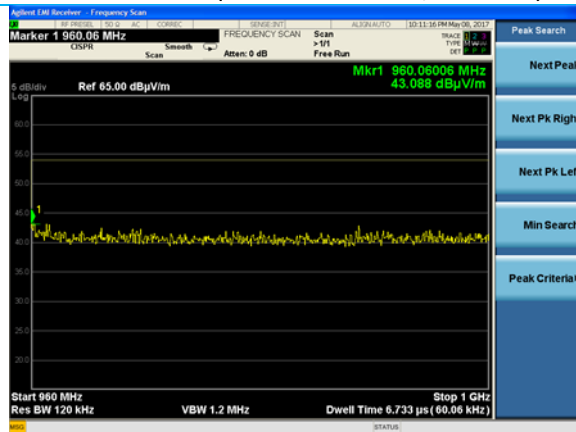 Agilent EMI Receiver - Frequency Scan
RF PRESEL 50 Ω AC CORREC SENSE:INT ALIGN AUTO 10:11:16 PM May 08, 2017
Marker 1 960.06 MHz
FREQUENCY SCAN
Scan
>1/1
Free Run
TRACE 1 2 3
TYPE M W W
DET P P P
CISPR
Smooth
Scan
Atten: 0 dB
Peak Search
Mkr1 960.06006 MHz
43.088 dBµV/m
5 dB/div
Ref 65.00 dBµV/m
Log
60.0
55.0
50.0
45.0
40.0
35.0
30.0
25.0
20.0
1
Start 960 MHz
Stop 1 GHz
Res BW 120 kHz
VBW 1.2 MHz
Dwell Time 6.733 µs (60.06 kHz)
MSG
STATUS
Next Peak
Next Pk Righ
Next Pk Lef
Min Search
Peak Criteria